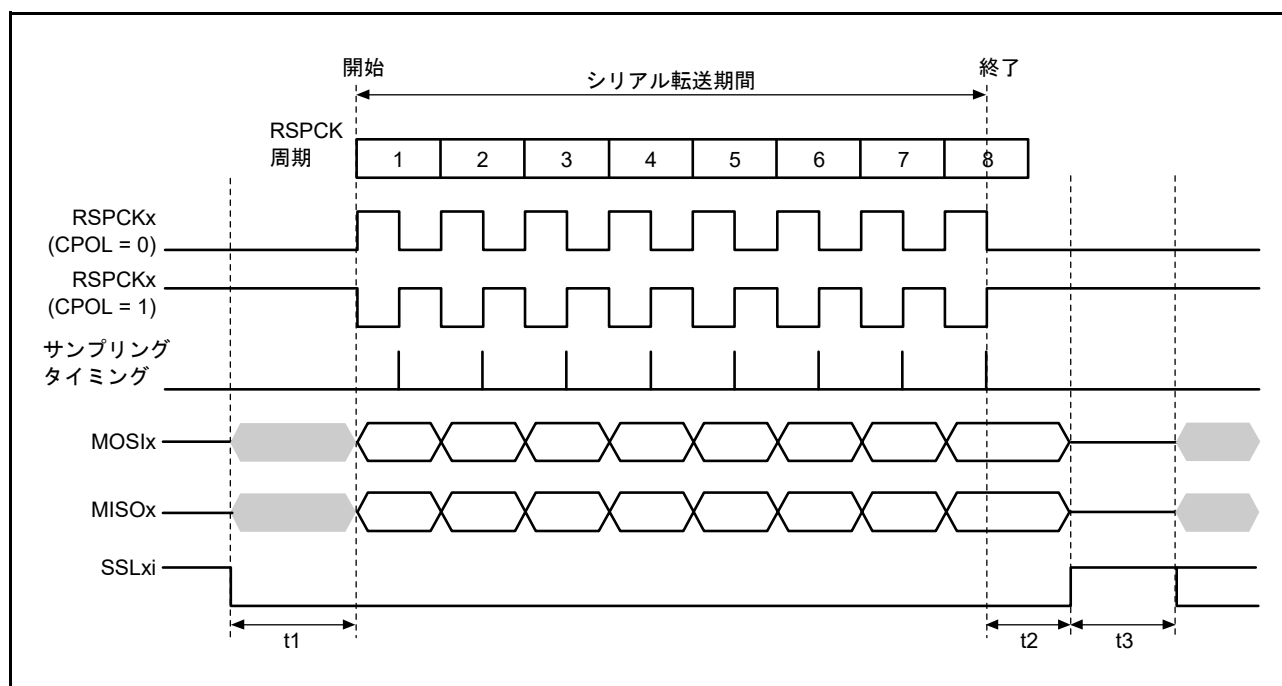 開始
終了
シリアル転送期間
RSPCK
周期
1 2 3 4 5 6 7 8
RSPCKx
(CPOL = 0)
RSPCKx
(CPOL = 1)
サンプリング
タイミング
MOSIx
MISOx
SSLxi
t1
t2
t3